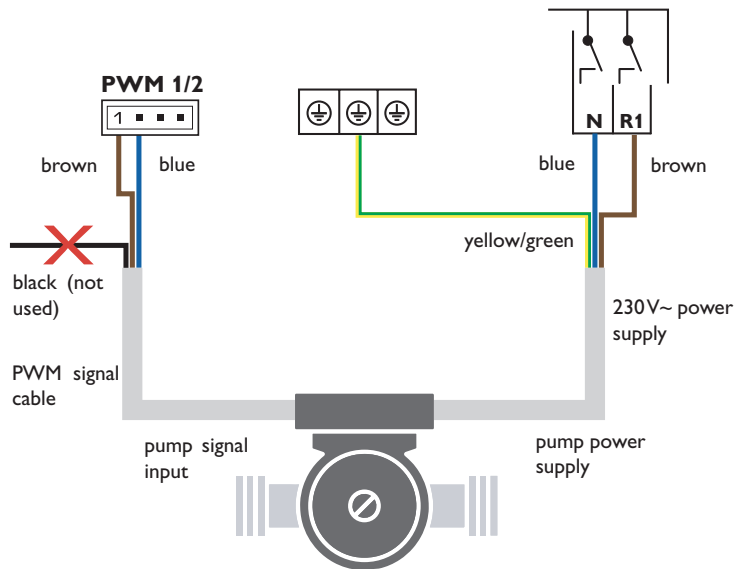 PWM 1/2
1
N R1
brown
blue
blue
brown
yellow/green
black (not
used)
230V~ power
supply
PWM signal
cable
pump signal
input
pump power
supply